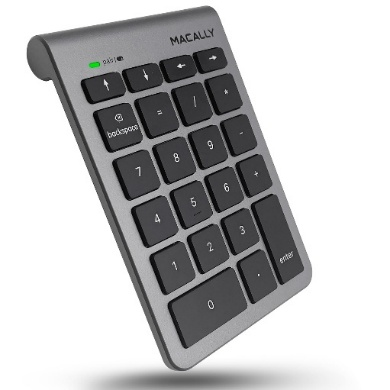 MACALLY
↑ ↓ ← →
backspace = / *
7 8 9 -
4 5 6 +
1 2 3 enter
0 .